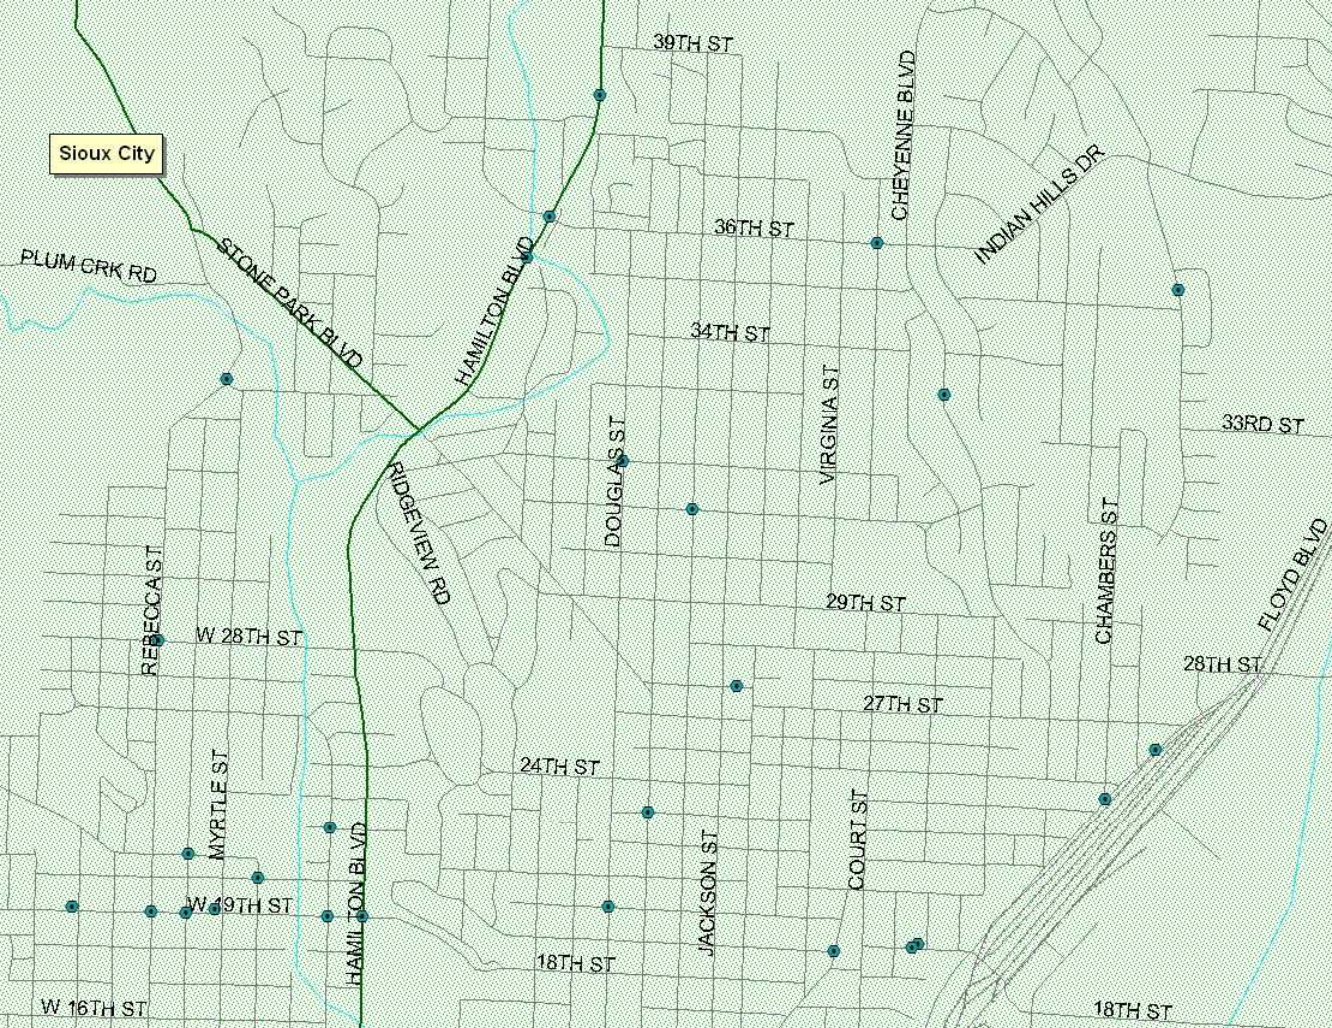 39TH ST
CHEYENNE BLVD
Sioux City
INDIAN HILLS DR
36TH ST
STONE PARK BLVD
HAMILTON BLVD
PLUM CRK RD
34TH ST
VIRGINIA ST
33RD ST
DOUGLAS ST
RIDGEVIEW RD
CHAMBERS ST
FLOYD BLVD
REBECCA ST
29TH ST
W 28TH ST
28TH ST
27TH ST
MYRTLE ST
24TH ST
COURT ST
HAMILTON BLVD
JACKSON ST
W 19TH ST
18TH ST
W 16TH ST
18TH ST